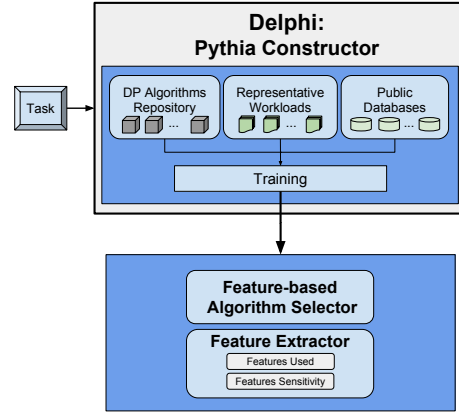 Delphi:
Pythia Constructor
Task
DP Algorithms
Repository
...
Representative
Workloads
...
Public
Databases
...
Training
Feature-based
Algorithm Selector
Feature Extractor
Features Used
Features Sensitivity